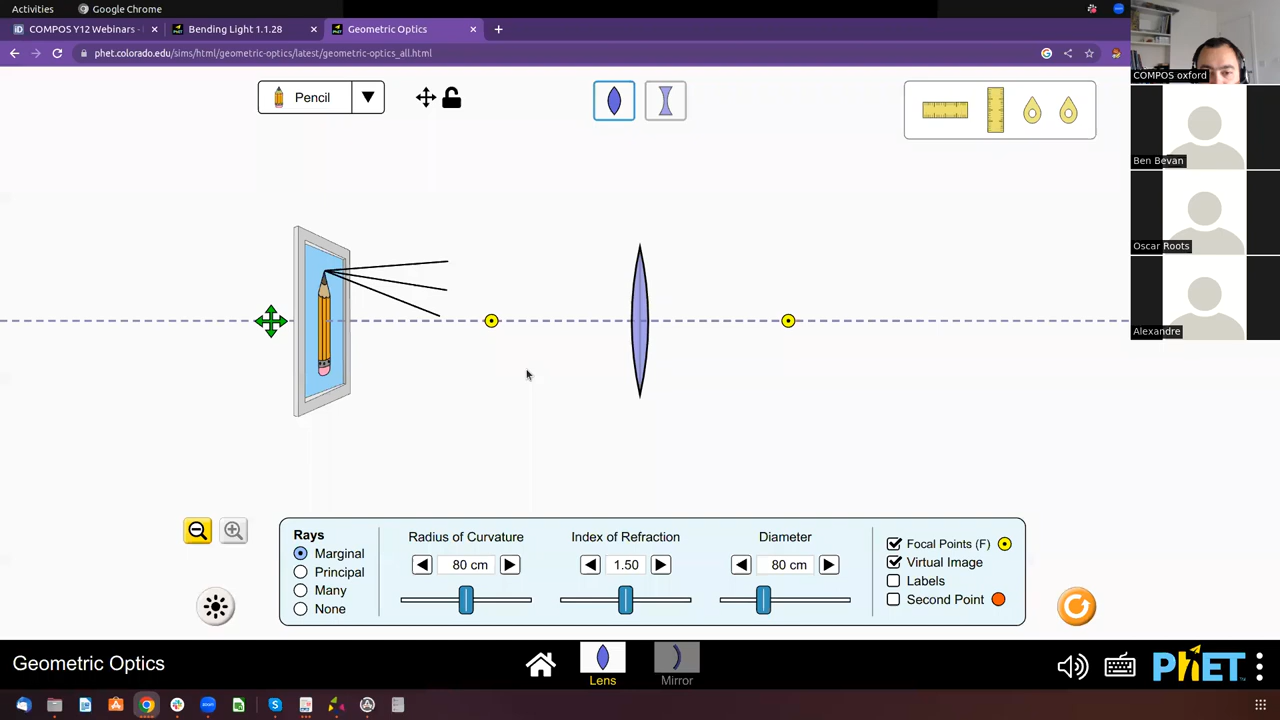 Activities
Google Chrome
COMPOS Y12 Webinars -
Bending Light 1.1.28
Geometric Optics
phet.colorado.edu/sims/html/geometric-optics/latest/geometric-optics_all.html
COMPOS oxford
Pencil
Ben Bevan
Oscar Roots
Alexandre
Rays
Marginal
Principal
Many
None
Radius of Curvature
80 cm
Index of Refraction
1.50
Diameter
80 cm
Focal Points (F)
Virtual Image
Labels
Second Point
Geometric Optics
Lens
Mirror
PhET